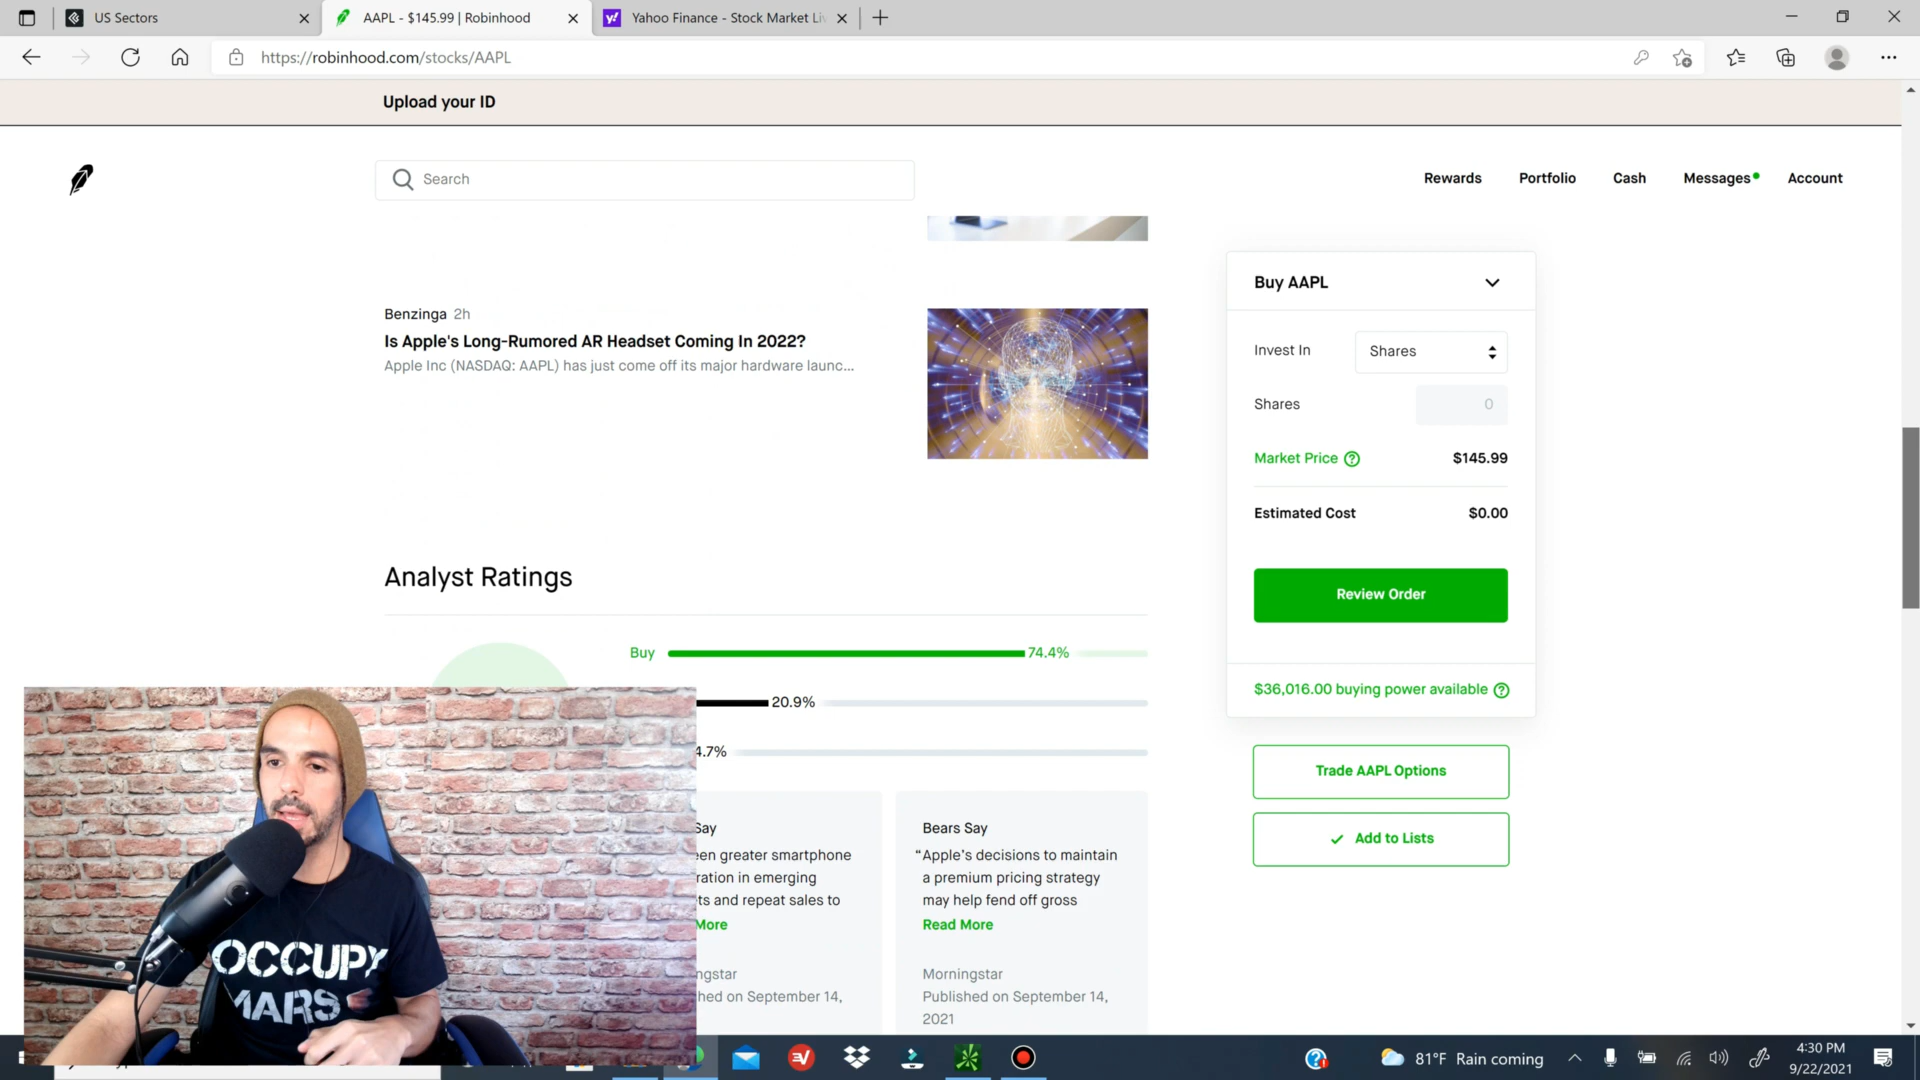 US Sectors
AAPL - $145.99 | Robinhood
Yahoo Finance - Stock Market Li
https://robinhood.com/stocks/AAPL
Upload your ID
Search
Rewards
Portfolio
Cash
Messages
Account
Benzinga 2h
Is Apple's Long-Rumored AR Headset Coming In 2022?
Apple Inc (NASDAQ: AAPL) has just come off its major hardware launc...
Buy AAPL
Invest In
Shares
Shares
0
Market Price
$145.99
Estimated Cost
$0.00
Review Order
$36,016.00 buying power available
Trade AAPL Options
Add to Lists
Analyst Ratings
Buy
74.4%
20.9%
4.7%
Say
een greater smartphone
ration in emerging
ts and repeat sales to
More
ngstar
hed on September 14,
Bears Say
“Apple's decisions to maintain
a premium pricing strategy
may help fend off gross
Read More
Morningstar
Published on September 14,
2021
OCCUPY
MARS
81°F Rain coming
4:30 PM
9/22/2021